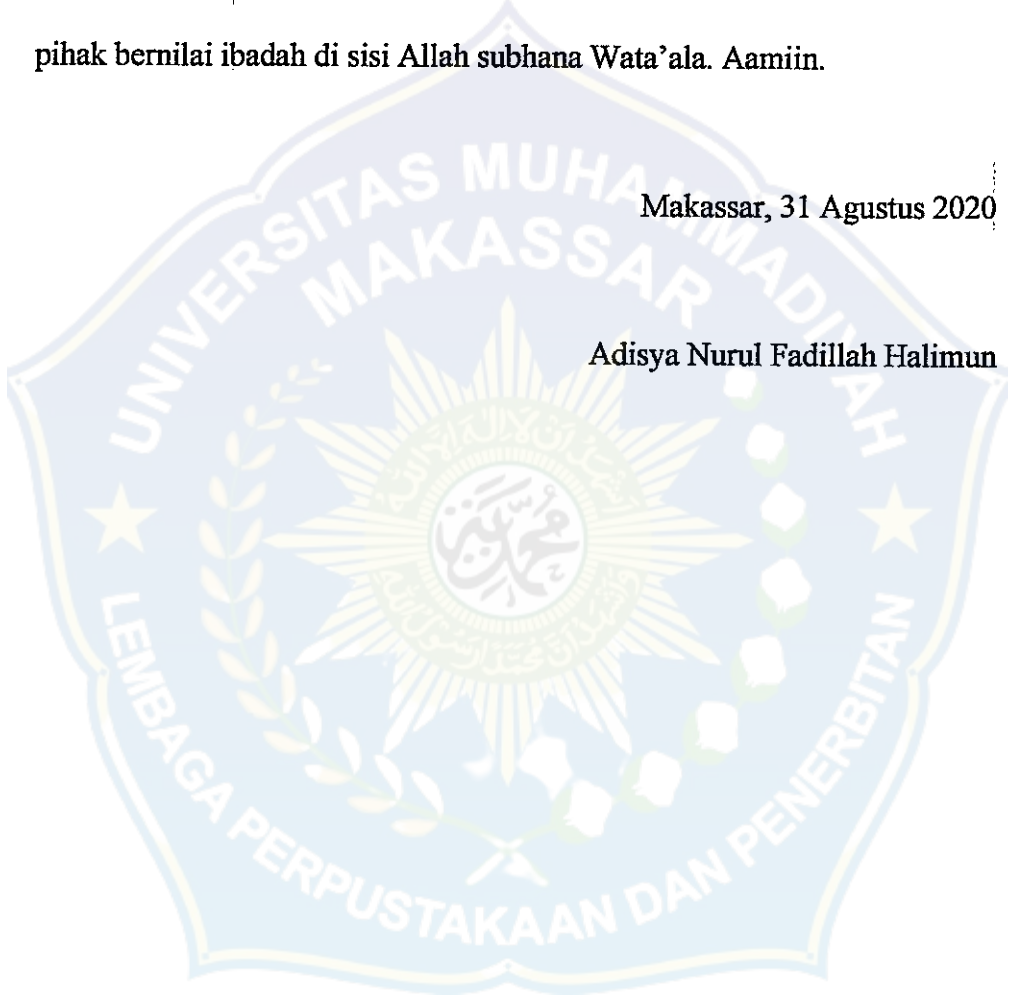 pihak bernilai ibadah di sisi Allah subhana Wata’ala. Aamiin.
Makassar, 31 Agustus 2020
Adisya Nurul Fadillah Halimun
UNIVERSITAS MUHAMMADIYAH
MAKASSAR
LEMBAGA PERPUSTAKAAN DAN PENERBITAN